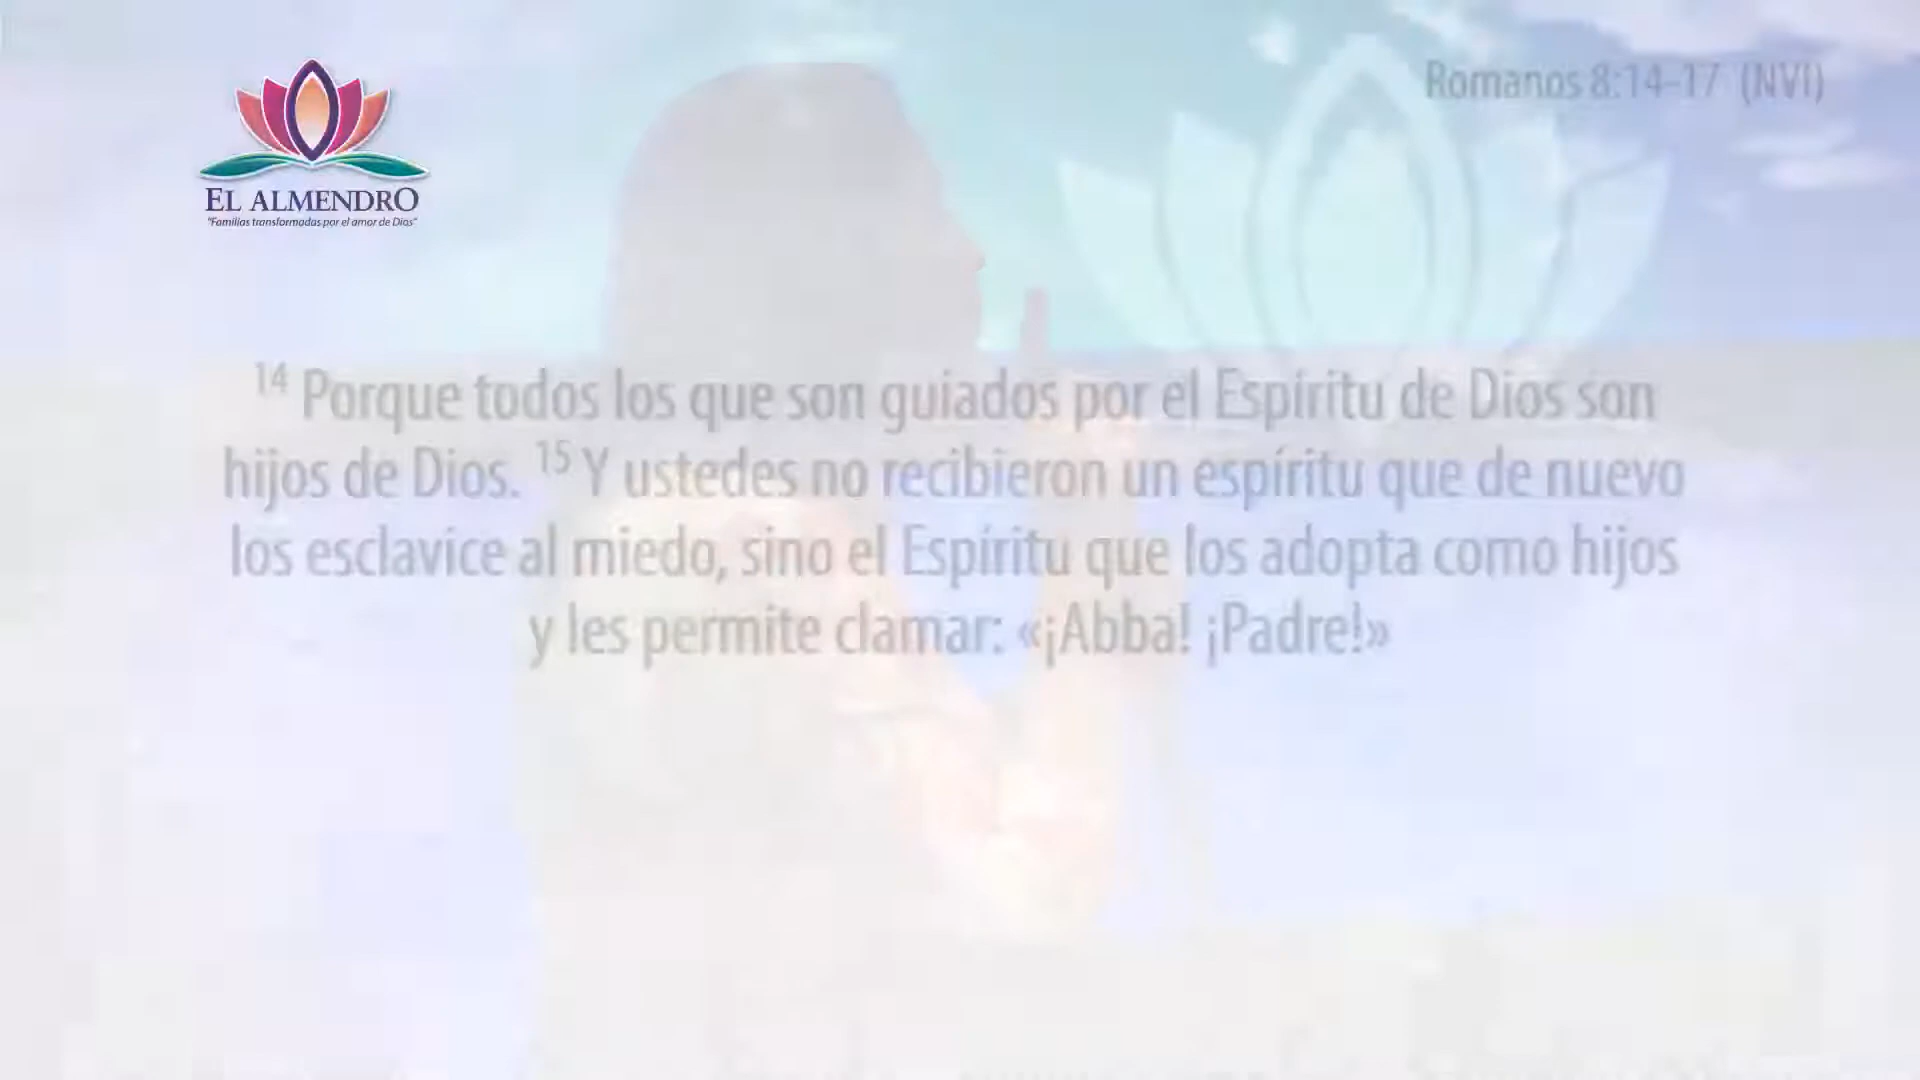 Romanos 8:14-17 (NVI)
EL ALMENDRO
"Familias transformadas por el amor de Dios"
14 Porque todos los que son guiados por el Espíritu de Dios son
hijos de Dios. 15 Y ustedes no recibieron un espíritu que de nuevo
los esclavice al miedo, sino el Espíritu que los adopta como hijos
y les permite clamar: «¡Abba! ¡Padre!»